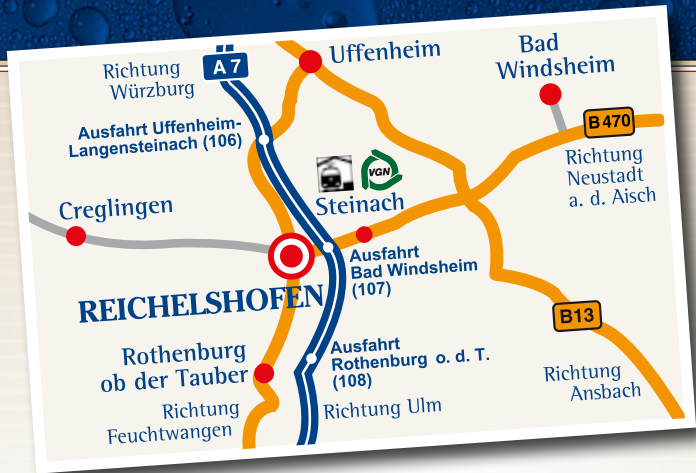 Richtung
Würzburg
A 7
Uffenheim
Bad
Windsheim
Ausfahrt Uffenheim-
Langensteinach (106)
B 470
Richtung
Neustadt
a. d. Aisch
VGN
Steinach
Creglingen
Ausfahrt
Bad Windsheim
(107)
REICHELSHOFEN
B13
Rothenburg
ob der Tauber
Ausfahrt
Rothenburg o. d. T.
(108)
Richtung
Ansbach
Richtung
Feuchtwangen
Richtung Ulm